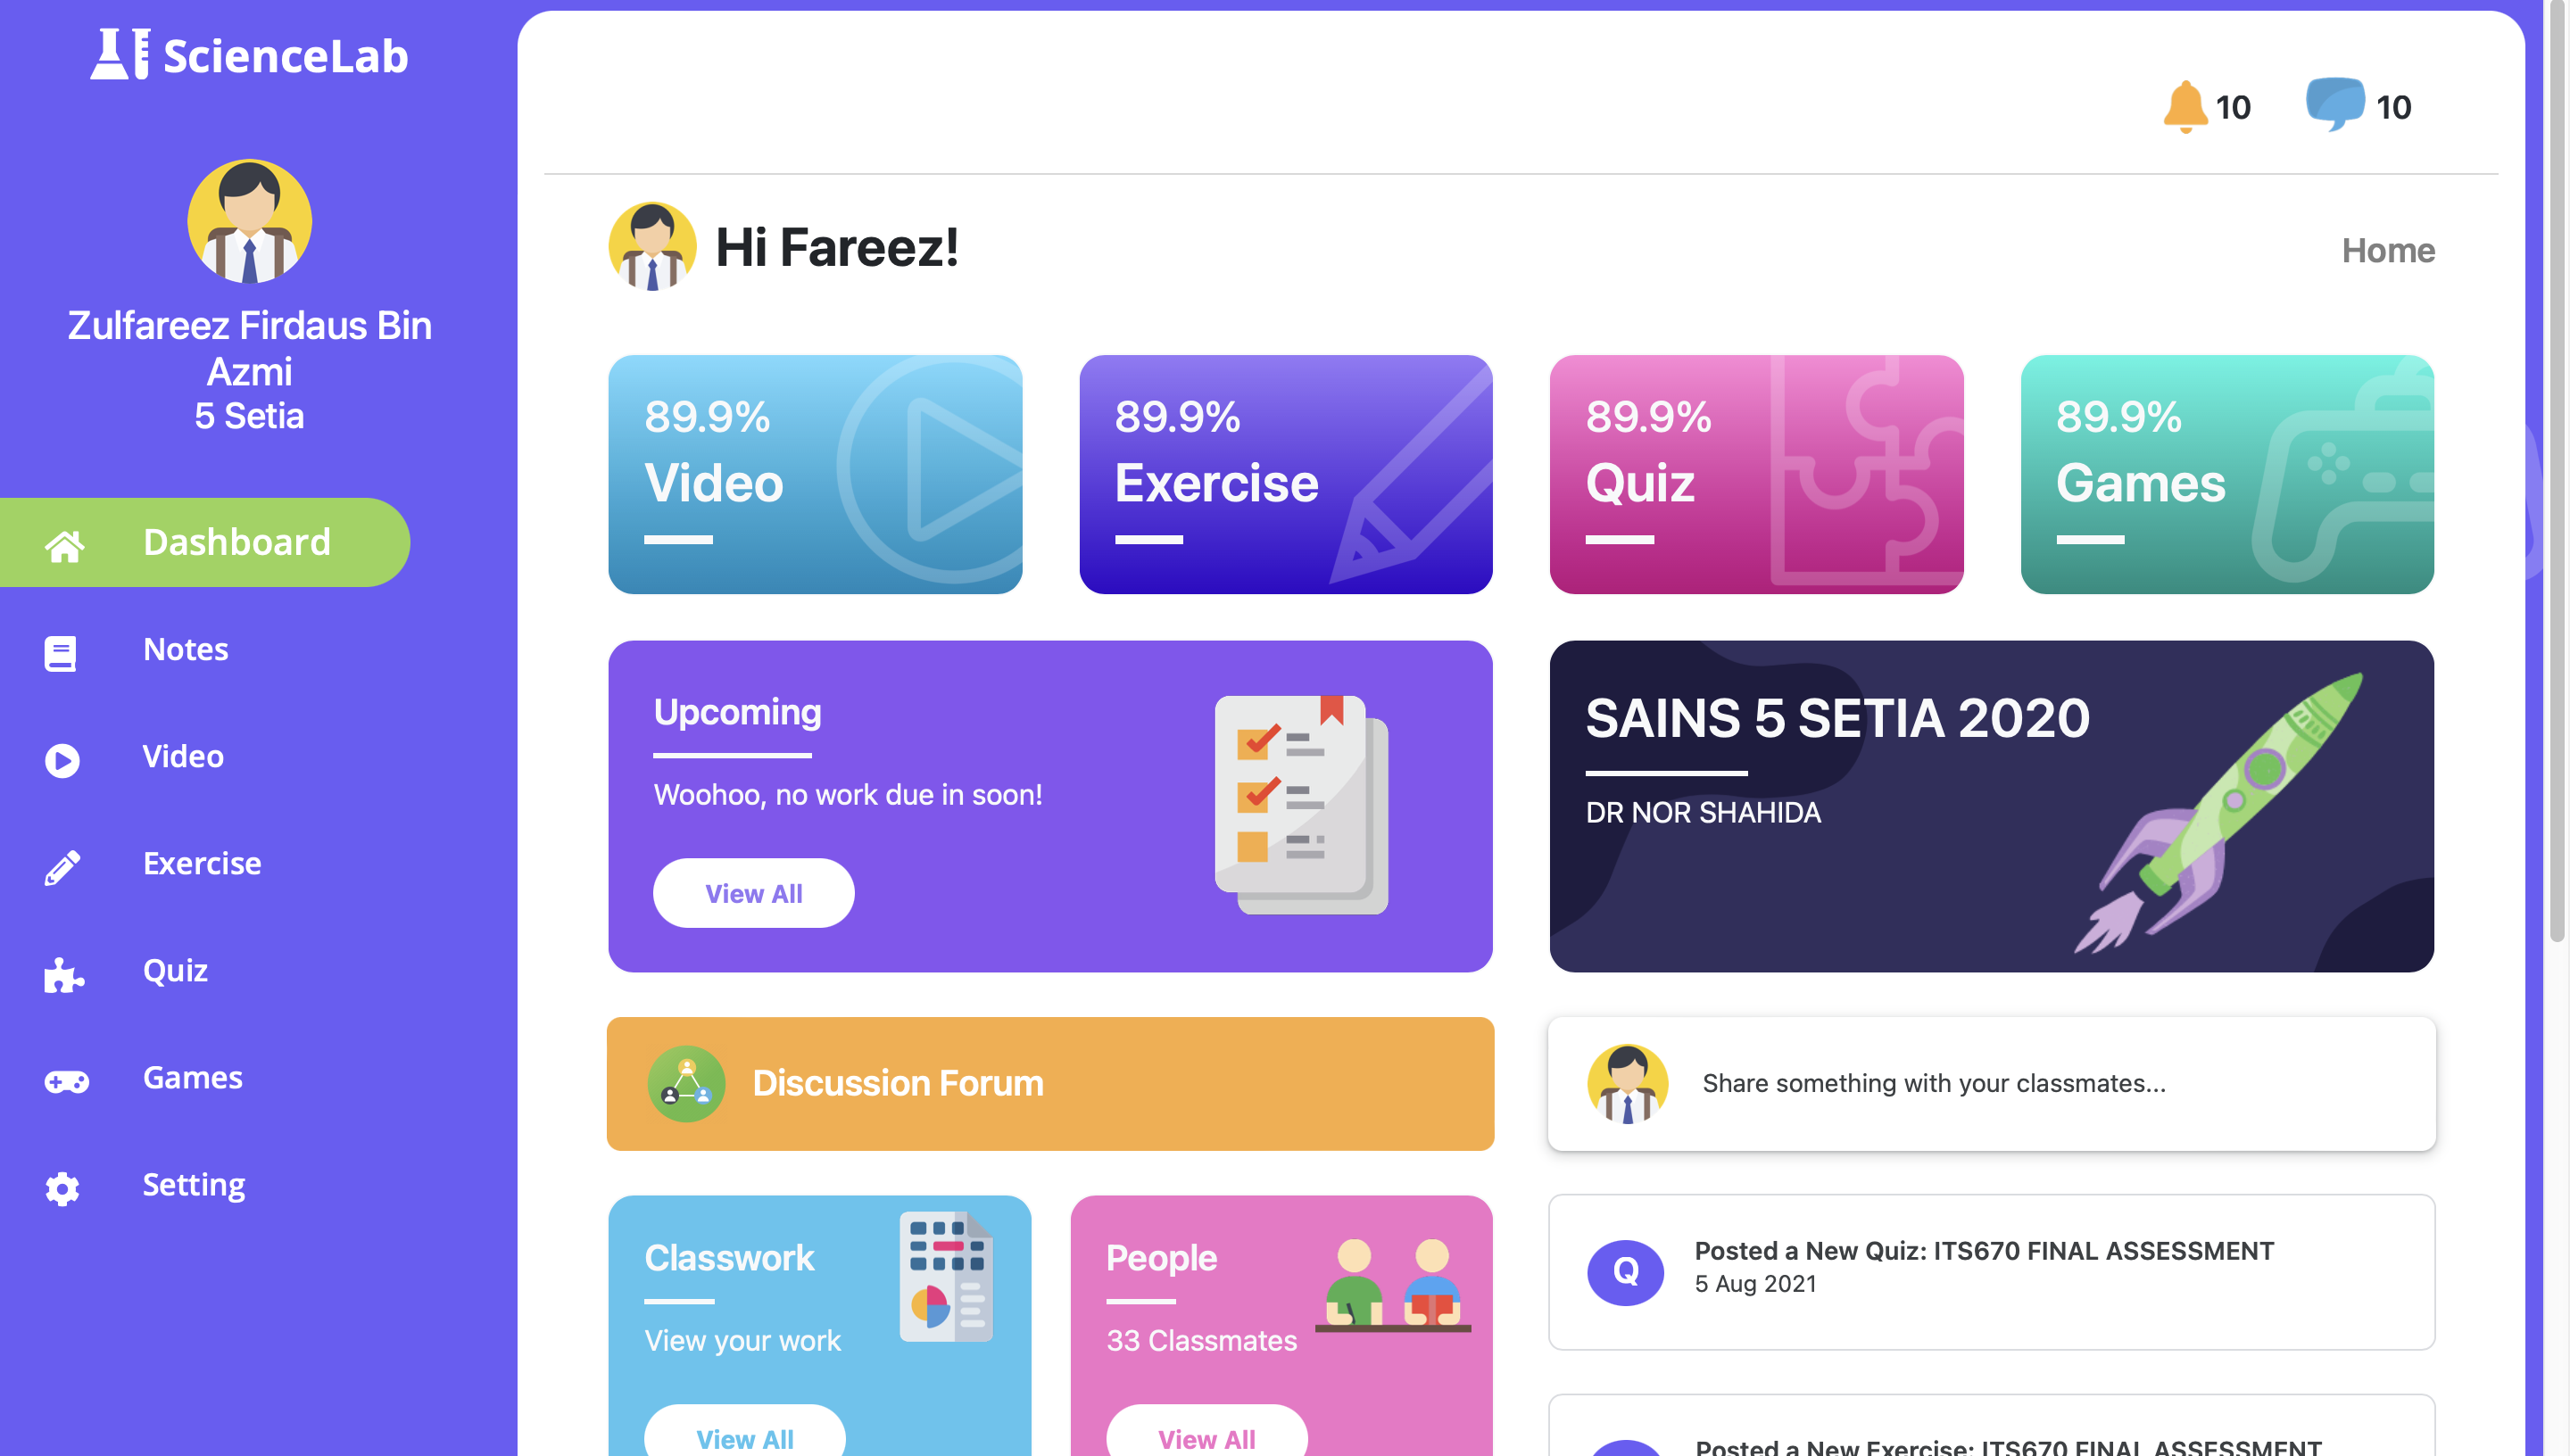 ScienceLab
Zulfareez Firdaus Bin
Azmi
5 Setia
Dashboard
Notes
Video
Exercise
Quiz
Games
Setting
10
10
Hi Fareez!
Home
89.9%
Video
89.9%
Exercise
89.9%
Quiz
89.9%
Games
Upcoming
Woohoo, no work due in soon!
View All
SAINS 5 SETIA 2020
DR NOR SHAHIDA
Discussion Forum
Share something with your classmates...
Classwork
View your work
View All
People
33 Classmates
View All
Q
Posted a New Quiz: ITS670 FINAL ASSESSMENT
5 Aug 2021
Posted a New Exercise: ITS670 FINAL ASSESSMENT